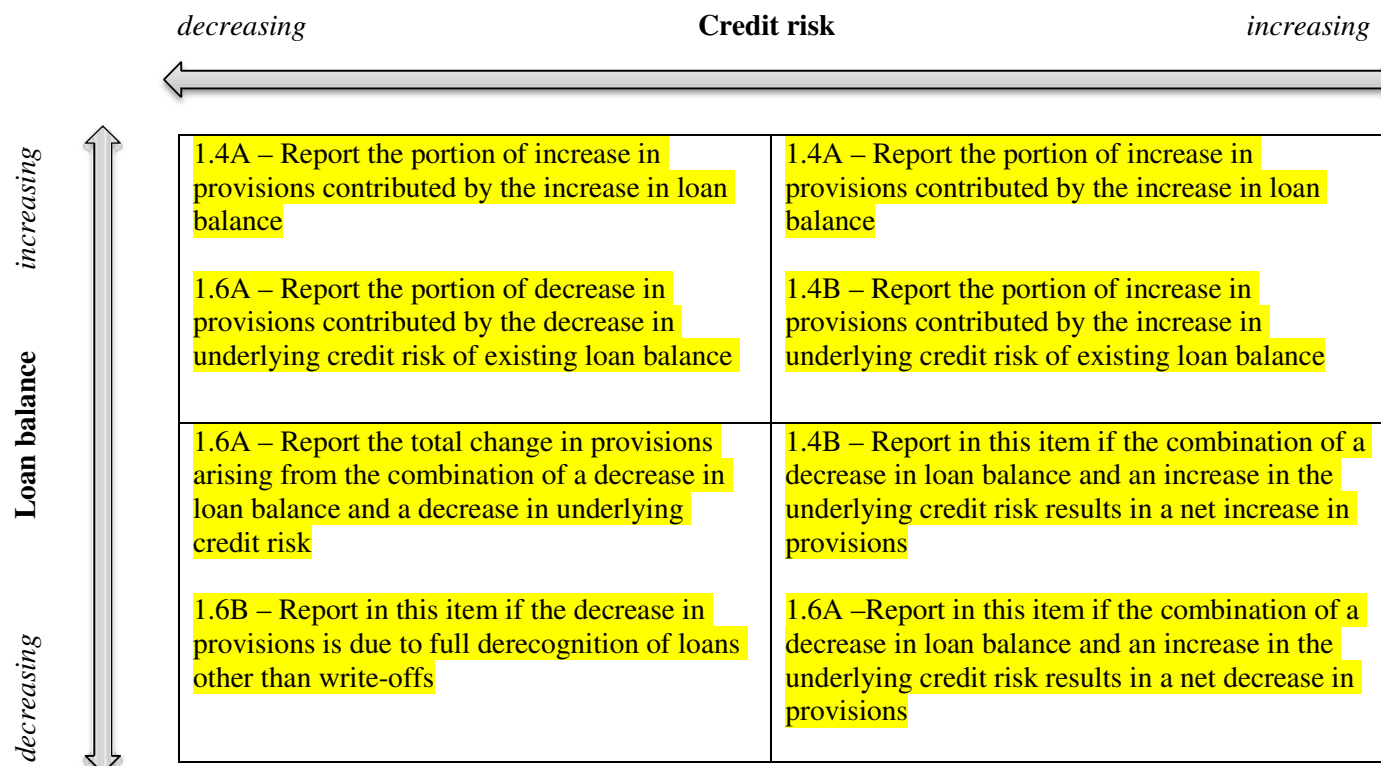 decreasing Credit risk increasing
increasing
Loan balance
decreasing
1.4A – Report the portion of increase in
provisions contributed by the increase in loan
balance
1.6A – Report the portion of decrease in
provisions contributed by the decrease in
underlying credit risk of existing loan balance
1.4A – Report the portion of increase in
provisions contributed by the increase in loan
balance
1.4B – Report the portion of increase in
provisions contributed by the increase in
underlying credit risk of existing loan balance
1.6A – Report the total change in provisions
arising from the combination of a decrease in
loan balance and a decrease in underlying
credit risk
1.6B – Report in this item if the decrease in
provisions is due to full derecognition of loans
other than write-offs
1.4B – Report in this item if the combination of a
decrease in loan balance and an increase in the
underlying credit risk results in a net increase in
provisions
1.6A –Report in this item if the combination of a
decrease in loan balance and an increase in the
underlying credit risk results in a net decrease in
provisions